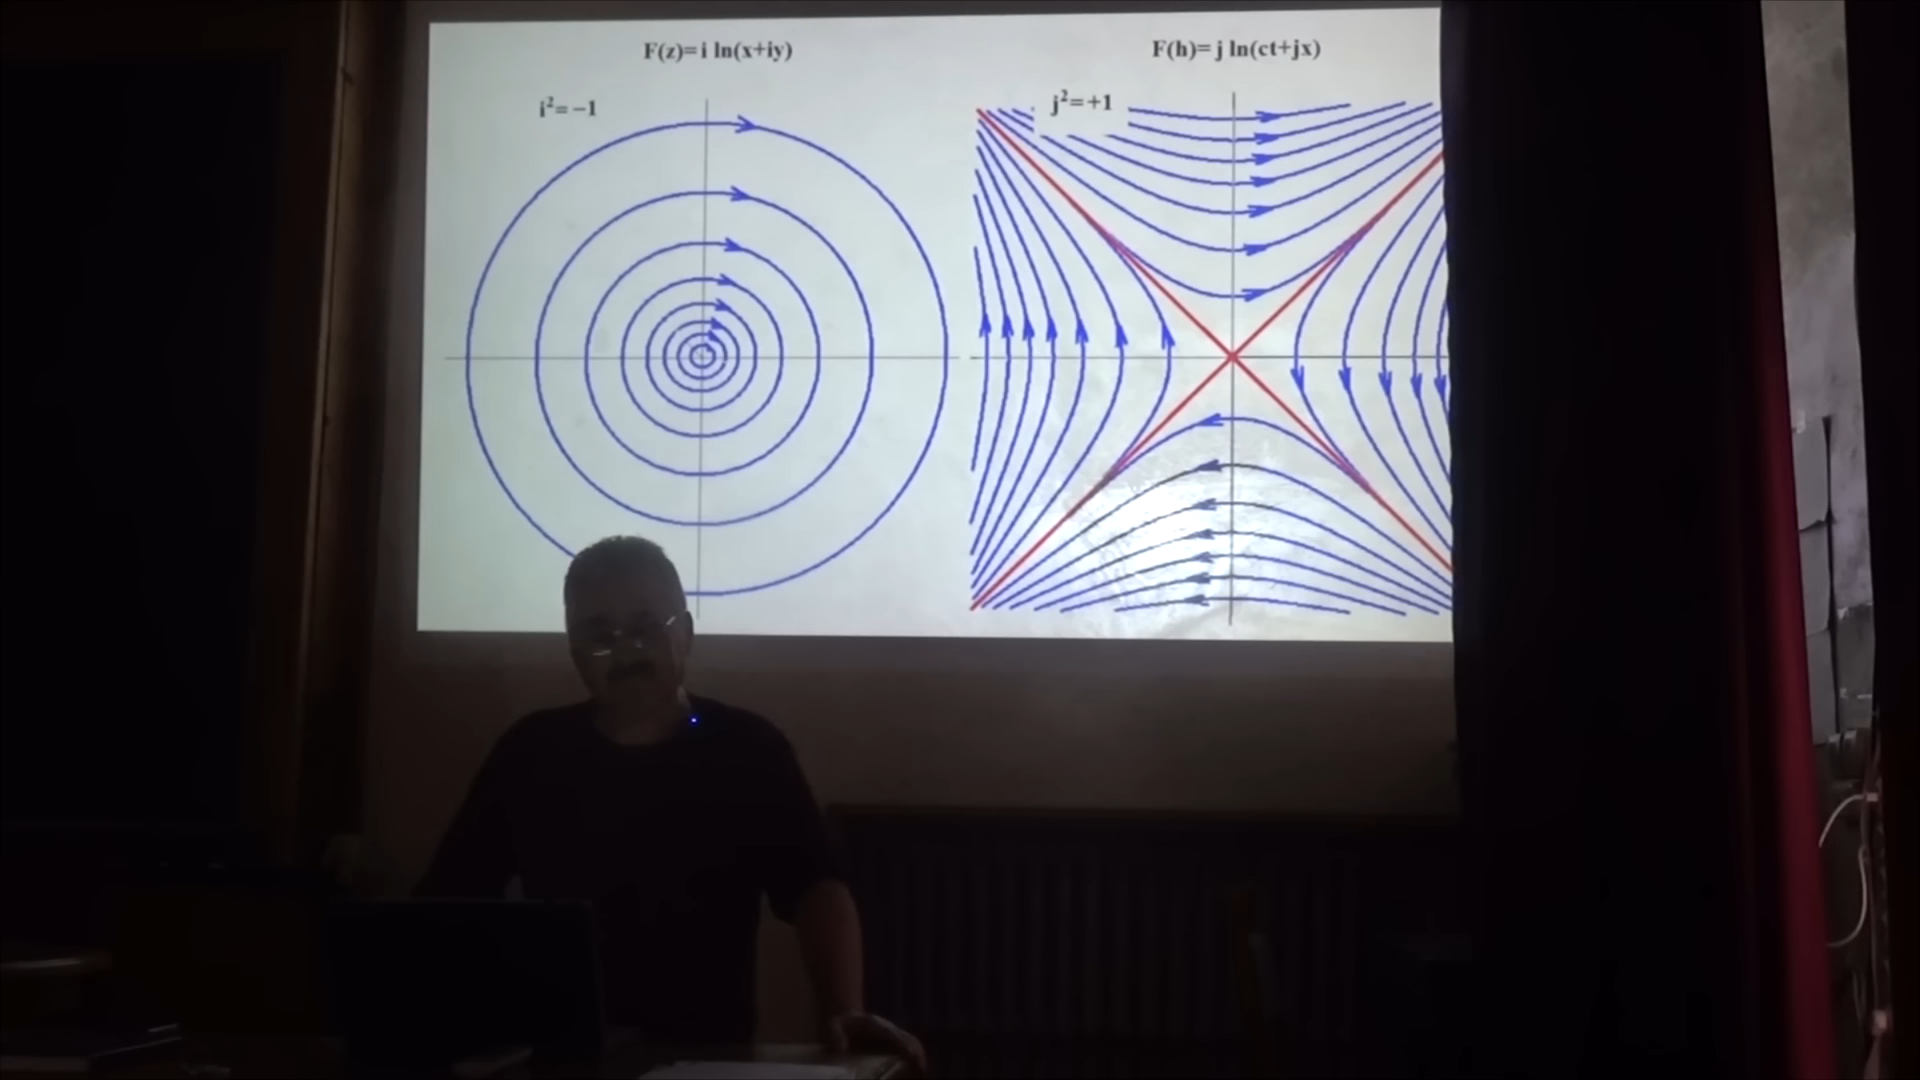 F(z)= i ln(x+iy)
i²= −1
F(h)= j ln(ct+jx)
j²=+1